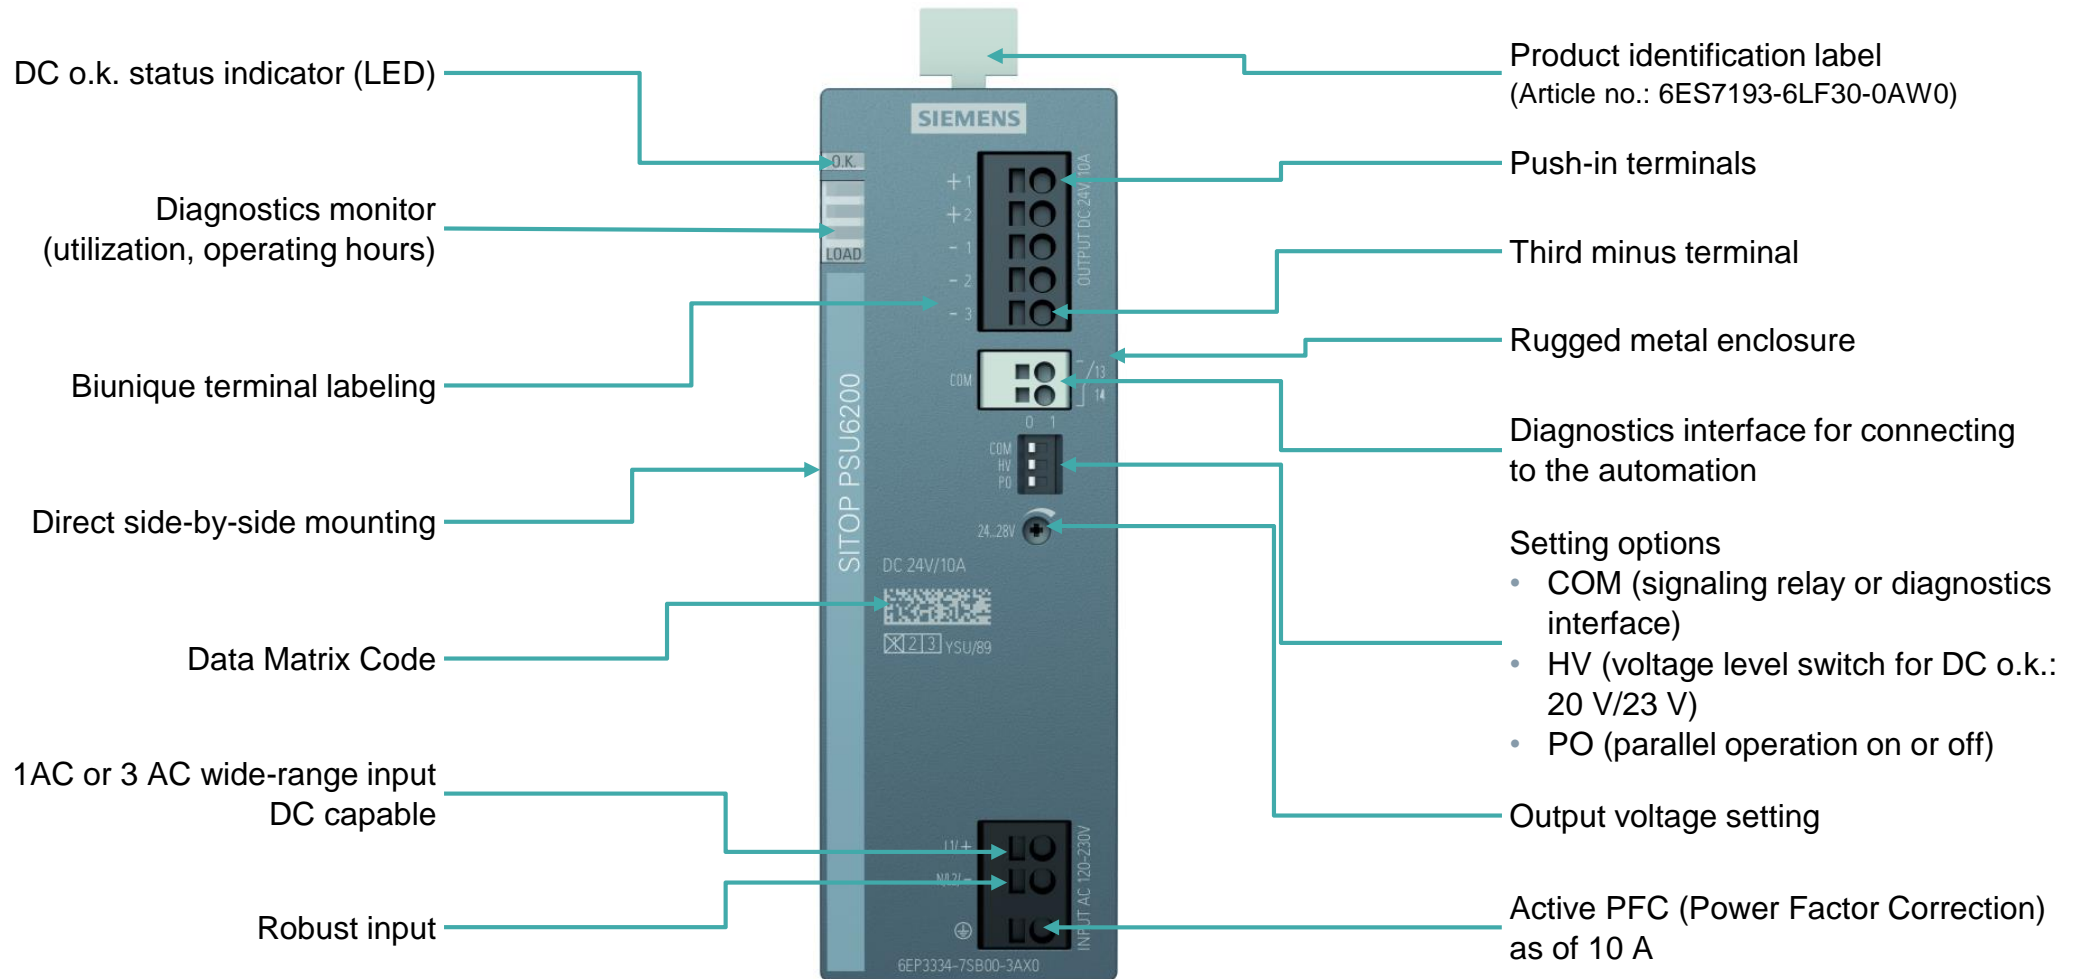 DC o.k. status indicator (LED)
Diagnostics monitor
(utilization, operating hours)
Biunique terminal labeling
Direct side-by-side mounting
Data Matrix Code
1AC or 3 AC wide-range input
DC capable
Robust input
SIEMENS
O.K.
LOAD
+ 1
+ 2
- 1
- 2
- 3
OUTPUT DC 24V/10A
COM
13
14
0 1
COM
HV
PO
24...28V
SITOP PSU6200
DC 24V/10A
1 2 3 YSU/89
L1/+
N/L2/-
INPUT AC 120-230V
6EP3334-7SB00-3AX0
Product identification label
(Article no.: 6ES7193-6LF30-0AW0)
Push-in terminals
Third minus terminal
Rugged metal enclosure
Diagnostics interface for connecting
to the automation
Setting options
• COM (signaling relay or diagnostics
interface)
• HV (voltage level switch for DC o.k.:
20 V/23 V)
• PO (parallel operation on or off)
Output voltage setting
Active PFC (Power Factor Correction)
as of 10 A